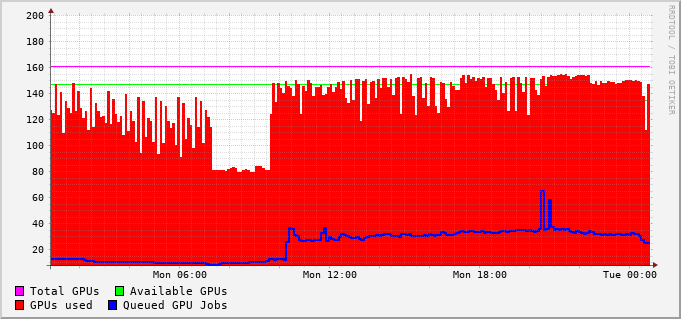 200
180
160
140
120
100
80
60
40
20
Mon 06:00 Mon 12:00 Mon 18:00 Tue 00:00
Total GPUs Available GPUs
GPUs used Queued GPU Jobs
RRDTOOL / TOBI OETIKER